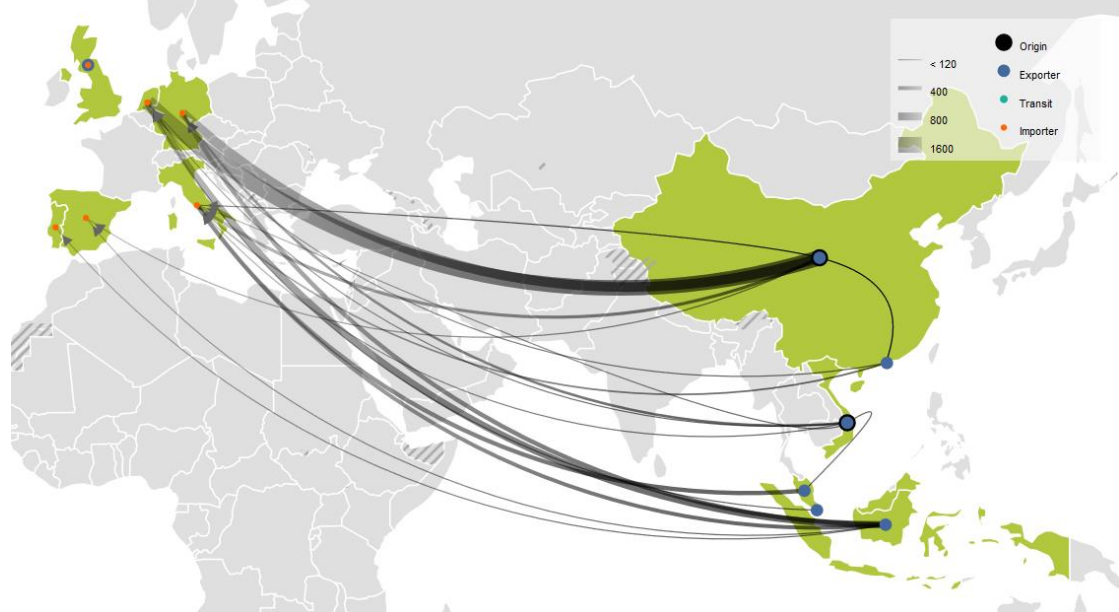 Origin
< 120
Exporter
400
Transit
800
Importer
1600